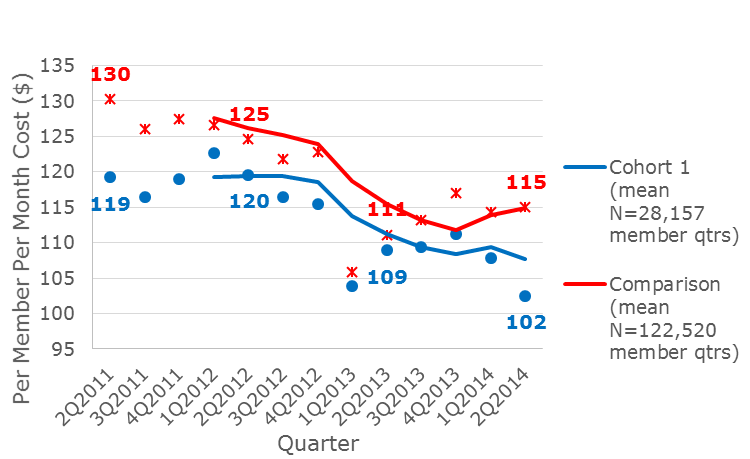 Per Member Per Month Cost ($)
135
130
125
120
115
110
105
100
95
130
119
125
120
111
109
115
102
2Q2011
3Q2011
4Q2011
1Q2012
2Q2012
3Q2012
4Q2012
1Q2013
2Q2013
3Q2013
4Q2013
1Q2014
2Q2014
Quarter
Cohort 1
(mean
N=28,157
member qtrs)
Comparison
(mean
N=122,520
member qtrs)